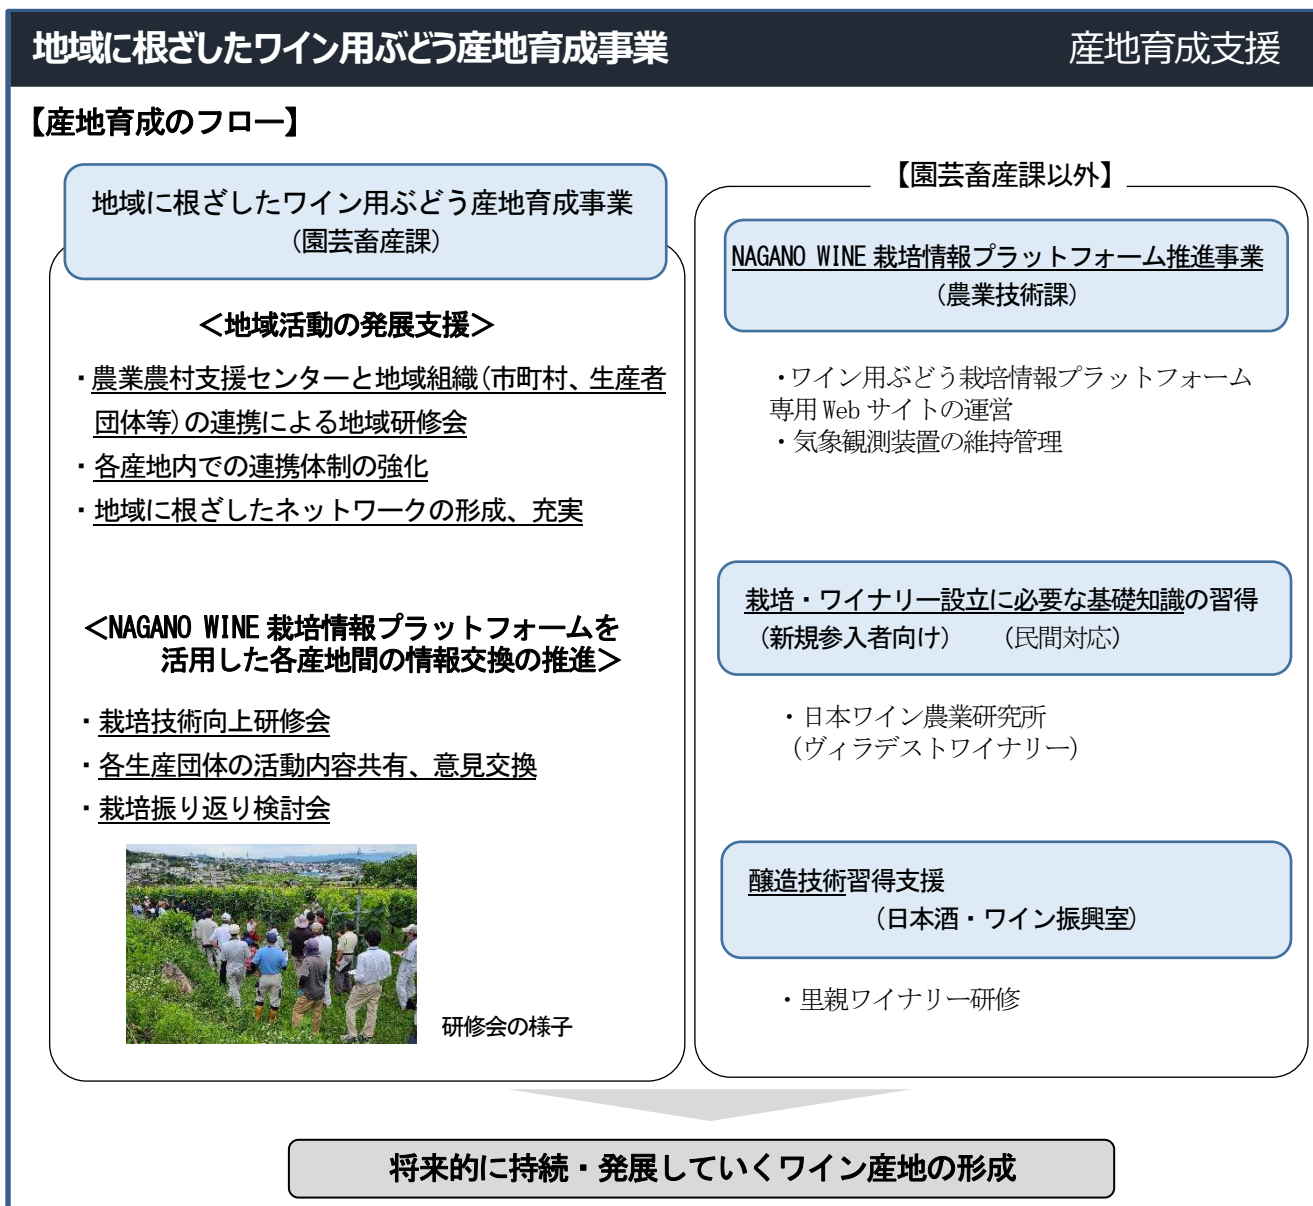 地域に根ざしたワイン用ぶどう産地育成事業
産地育成支援
【産地育成のフロー】
地域に根ざしたワイン用ぶどう産地育成事業
（園芸畜産課）
＜地域活動の発展支援＞
・農業農村支援センターと地域組織（市町村、生産者
団体等）の連携による地域研修会
・各産地内での連携体制の強化
・地域に根ざしたネットワークの形成、充実
＜NAGANO WINE 栽培情報プラットフォームを
活用した各産地間の情報交換の推進＞
・栽培技術向上研修会
・各生産団体の活動内容共有、意見交換
・栽培振り返り検討会
研修会の様子
【園芸畜産課以外】
NAGANO WINE 栽培情報プラットフォーム推進事業
（農業技術課）
・ワイン用ぶどう栽培情報プラットフォーム
専用 Web サイトの運営
・気象観測装置の維持管理
栽培・ワイナリー設立に必要な基礎知識の習得
（新規参入者向け）　（民間対応）
・日本ワイン農業研究所
（ヴィラデストワイナリー）
醸造技術習得支援
（日本酒・ワイン振興室）
・里親ワイナリー研修
将来的に持続・発展していくワイン産地の形成